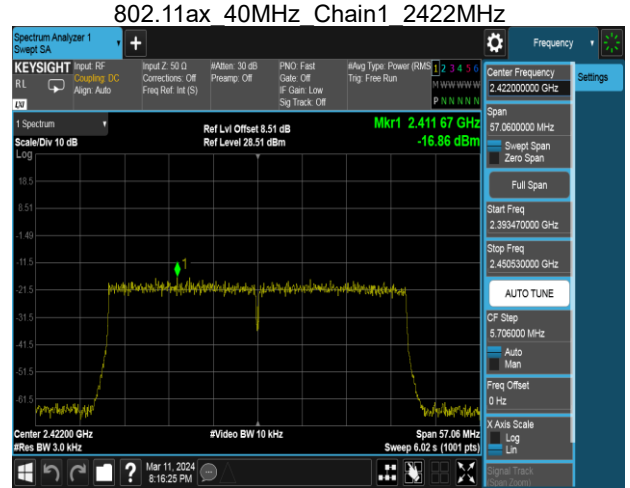 802.11ax_40MHz_Chain1_2422MHz
Spectrum Analyzer 1
Swept SA
Frequency
KEYSIGHT
RL
LXI
Input: RF
Coupling: DC
Align: Auto
Input Z: 50 Ω
Corrections: Off
Freq Ref: Int (S)
#Atten: 30 dB
Preamp: Off
PNO: Fast
Gate: Off
IF Gain: Low
Sig Track: Off
#Avg Type: Power (RMS
Trig: Free Run
1 2 3 4 5 6
M W W W W W
P N N N N N
Center Frequency
2.422000000 GHz
Settings
Span
57.0600000 MHz
Swept Span
Zero Span
Full Span
Start Freq
2.393470000 GHz
Stop Freq
2.450530000 GHz
AUTO TUNE
CF Step
5.706000 MHz
Auto
Man
Freq Offset
0 Hz
X Axis Scale
Log
Lin
Signal Track
(Span Zoom)
1 Spectrum
Scale/Div 10 dB
Log
Ref Lvl Offset 8.51 dB
Ref Level 28.51 dBm
Mkr1 2.411 67 GHz
-16.86 dBm
18.5
8.51
-1.49
-11.5
-21.5
-31.5
-41.5
-51.5
-61.5
1
Center 2.42200 GHz
#Res BW 3.0 kHz
#Video BW 10 kHz
Span 57.06 MHz
Sweep 6.02 s (1001 pts)
?
Mar 11, 2024
8:16:25 PM